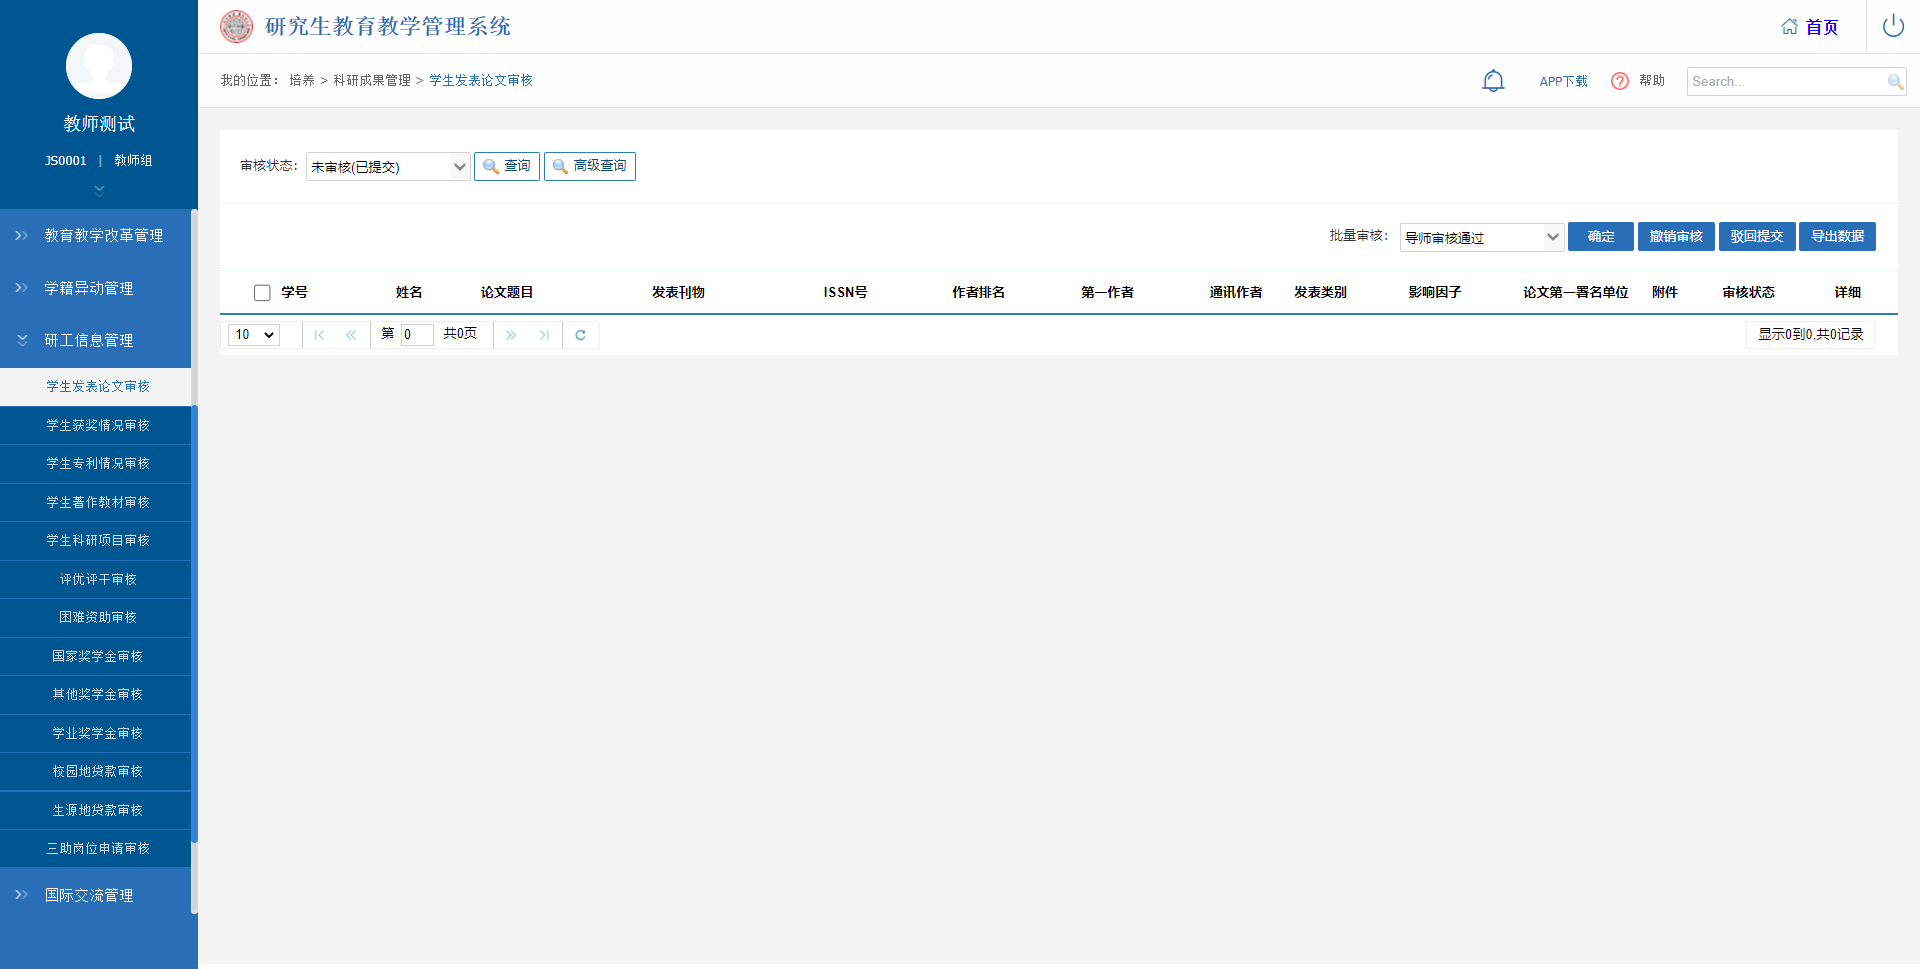 研究生教育教学管理系统
首页
我的位置： 培养 > 科研成果管理 > 学生发表论文审核
APP下载
帮助
Search...
教师测试
JS0001 | 教师组
教育教学改革管理
学籍异动管理
研工信息管理
学生发表论文审核
学生获奖情况审核
学生专利情况审核
学生著作教材审核
学生科研项目审核
评优评干审核
困难资助审核
国家奖学金审核
其他奖学金审核
学业奖学金审核
校园地贷款审核
生源地贷款审核
三助岗位申请审核
国际交流管理
审核状态： 未审核(已提交) 查询 高级查询
批量审核： 导师审核通过 确定 撤销审核 驳回提交 导出数据
学号 姓名 论文题目 发表刊物 ISSN号 作者排名 第一作者 通讯作者 发表类别 影响因子 论文第一署名单位 附件 审核状态 详细
10 第 0 共0页 显示0到0,共0记录